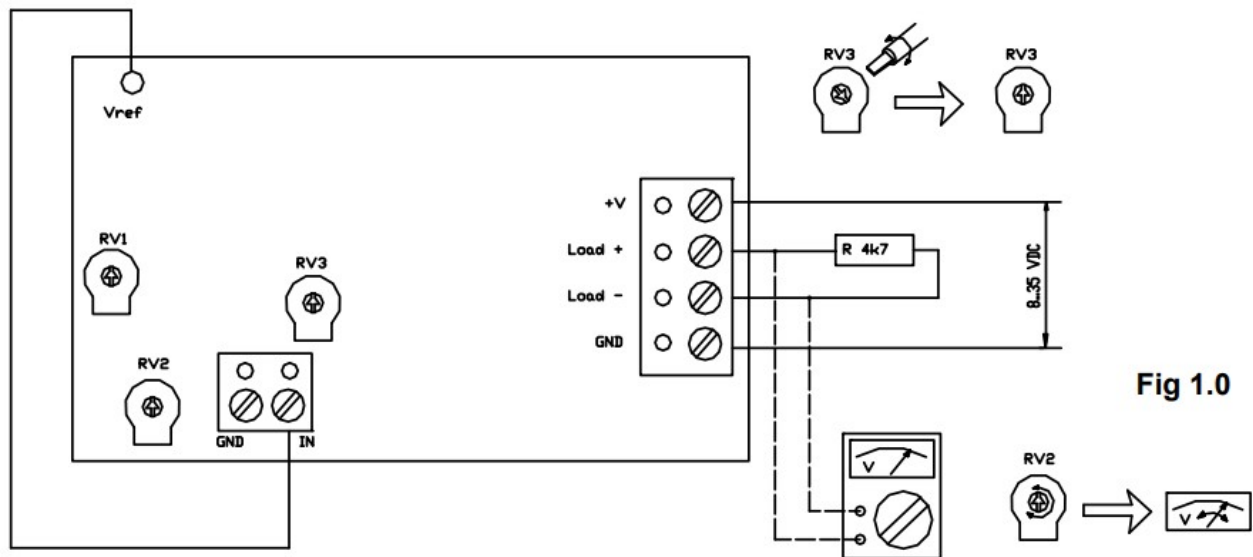 Vref
RV3
RV3
RV1
RV3
RV2
GND
IN
+V
Load +
Load -
GND
R 4k7
8...35 VDC
Fig 1.0
V
RV2
V